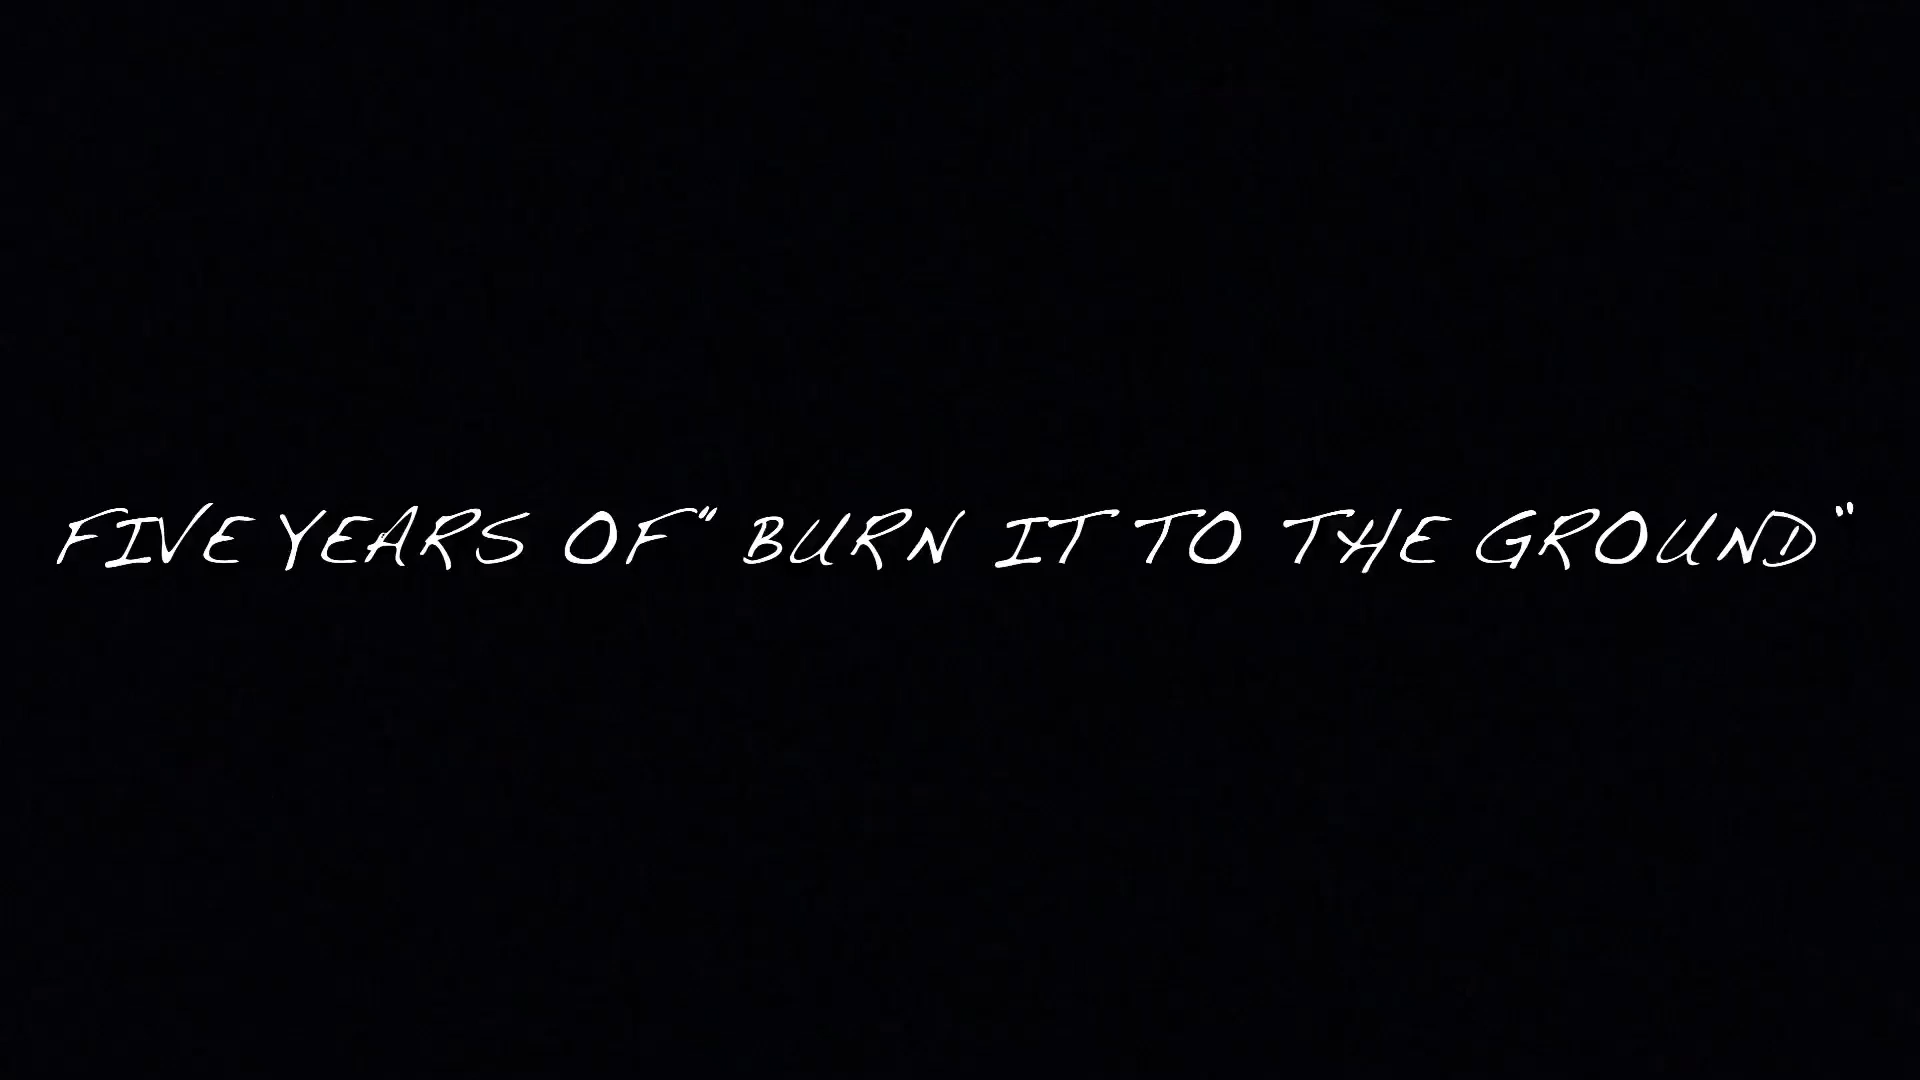 FIVE YEARS OF " BURN IT TO THE GROUND "